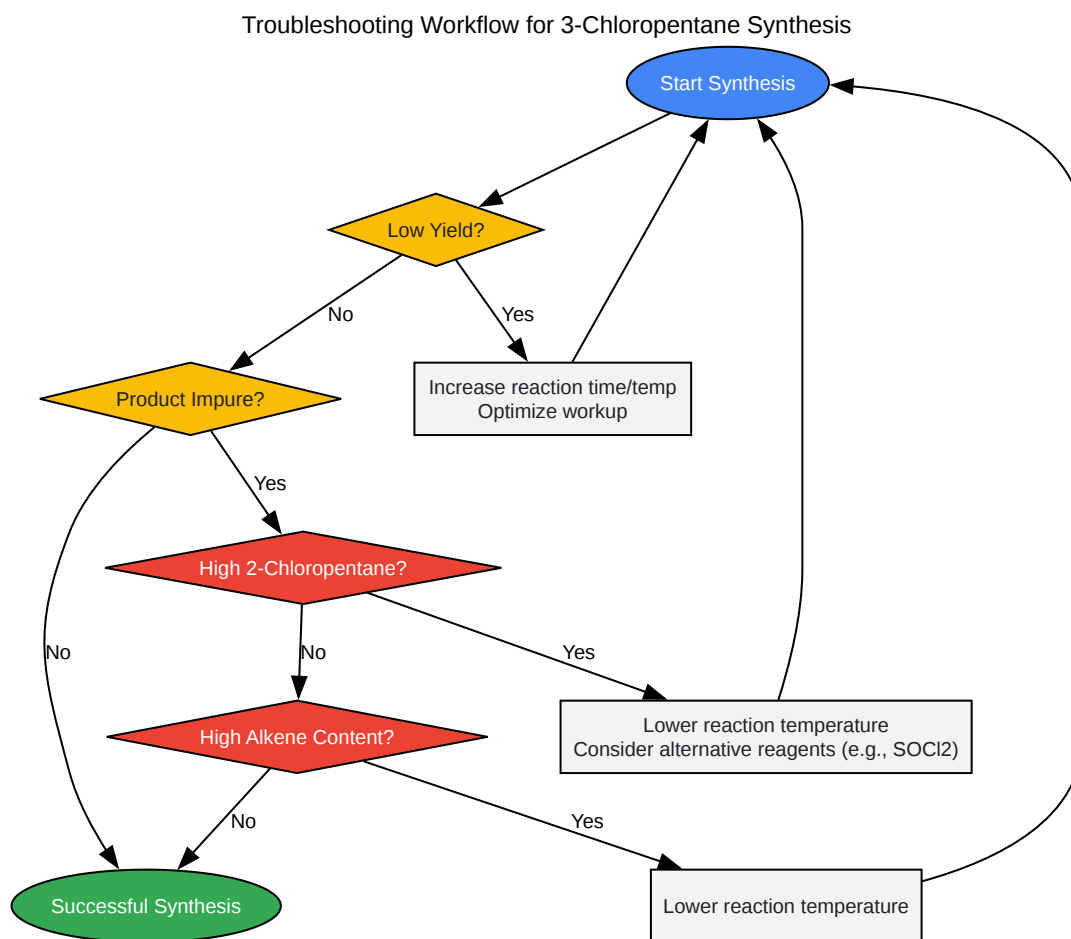 Troubleshooting Workflow for 3-Chloropentane Synthesis
Start Synthesis
Low Yield?
No
Yes
Product Impure?
Increase reaction time/temp
Optimize workup
Yes
High 2-Chloropentane?
No
No
Yes
Lower reaction temperature
Consider alternative reagents (e.g., SOCl2)
High Alkene Content?
No
Yes
Successful Synthesis
Lower reaction temperature